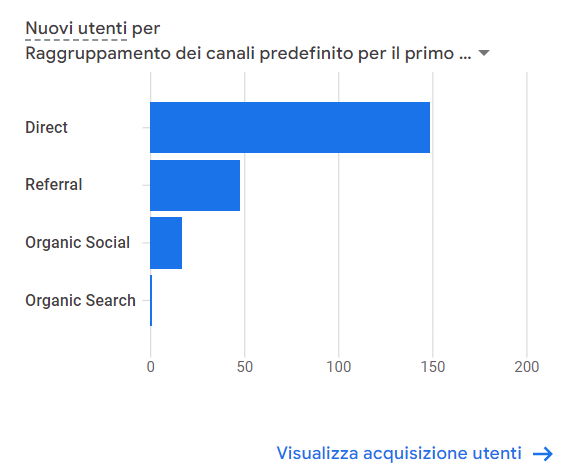 Nuovi utenti per
Raggruppamento dei canali predefinito per il primo ...
Direct
Referral
Organic Social
Organic Search
0 50 100 150 200
Visualizza acquisizione utenti